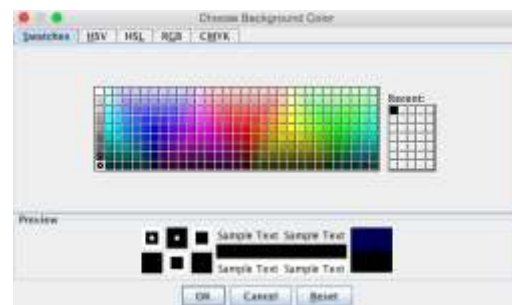 Choose Background Color
Swatches HSV HSL RGB CMYK
Recent:
Preview
Sample Text Sample Text
Sample Text Sample Text
OK Cancel Reset